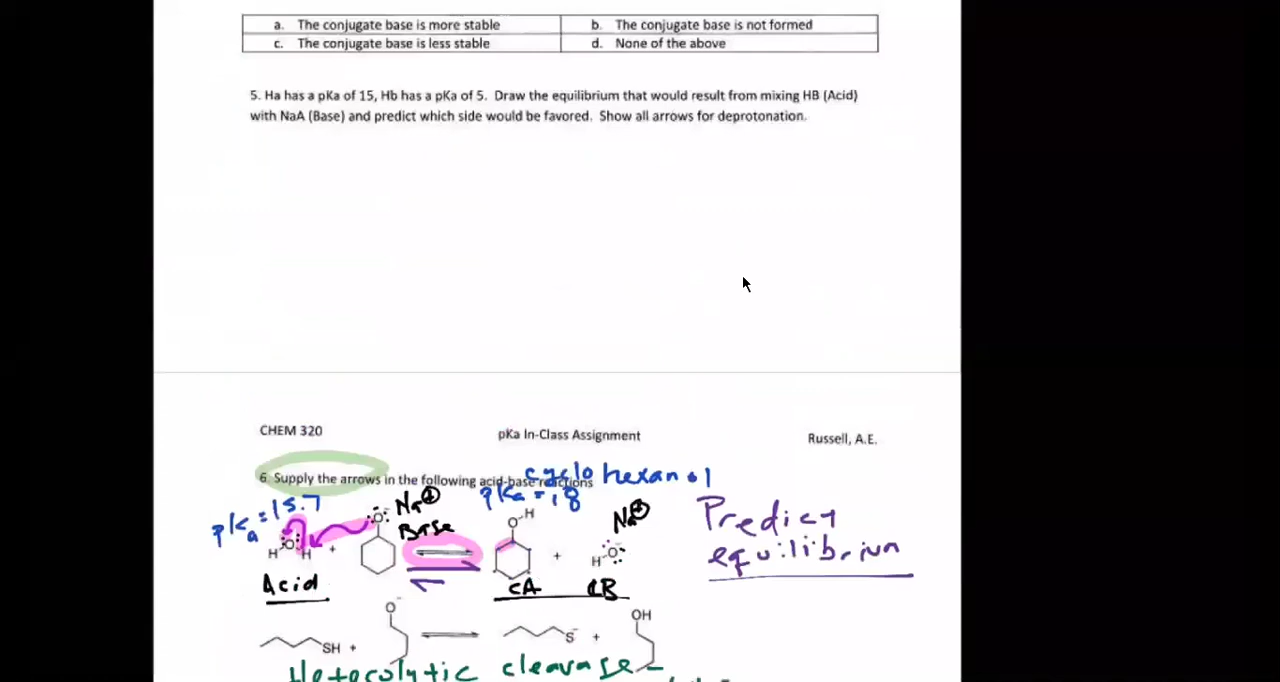 a. The conjugate base is more stable
b. The conjugate base is not formed
c. The conjugate base is less stable
d. None of the above
5. Ha has a pKa of 15, Hb has a pKa of 5. Draw the equilibrium that would result from mixing HB (Acid)
with NaA (Base) and predict which side would be favored. Show all arrows for deprotonation.
CHEM 320
pKa In-Class Assignment
Russell, A.E.
6. Supply the arrows in the following acid-base reactions
cyclohexanol
pKa = 15.7
Na⊕
pKa = 18
Base
Na⊕
Predict
equilibrium
H O H
+
O⁻
O-H
+
H-O⁻
Acid
CA
CB
SH +
O⁻
S⁻ +
OH
Heterolytic cleavase